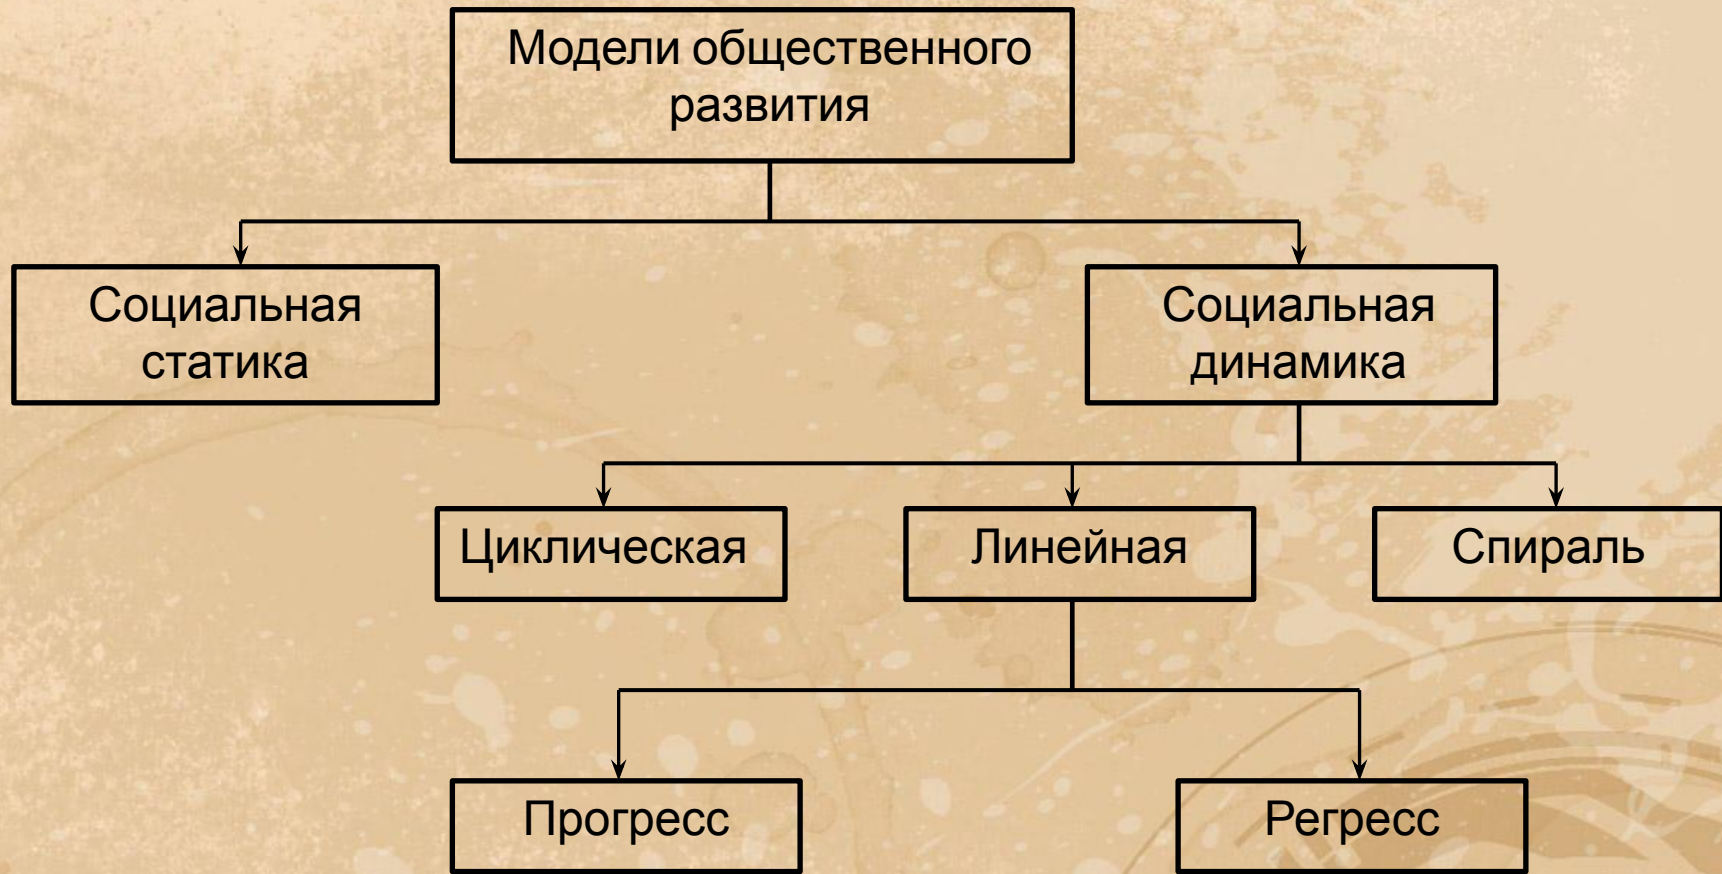 Модели общественного
развития
Социальная
статика
Социальная
динамика
Циклическая
Линейная
Спираль
Прогресс
Регресс